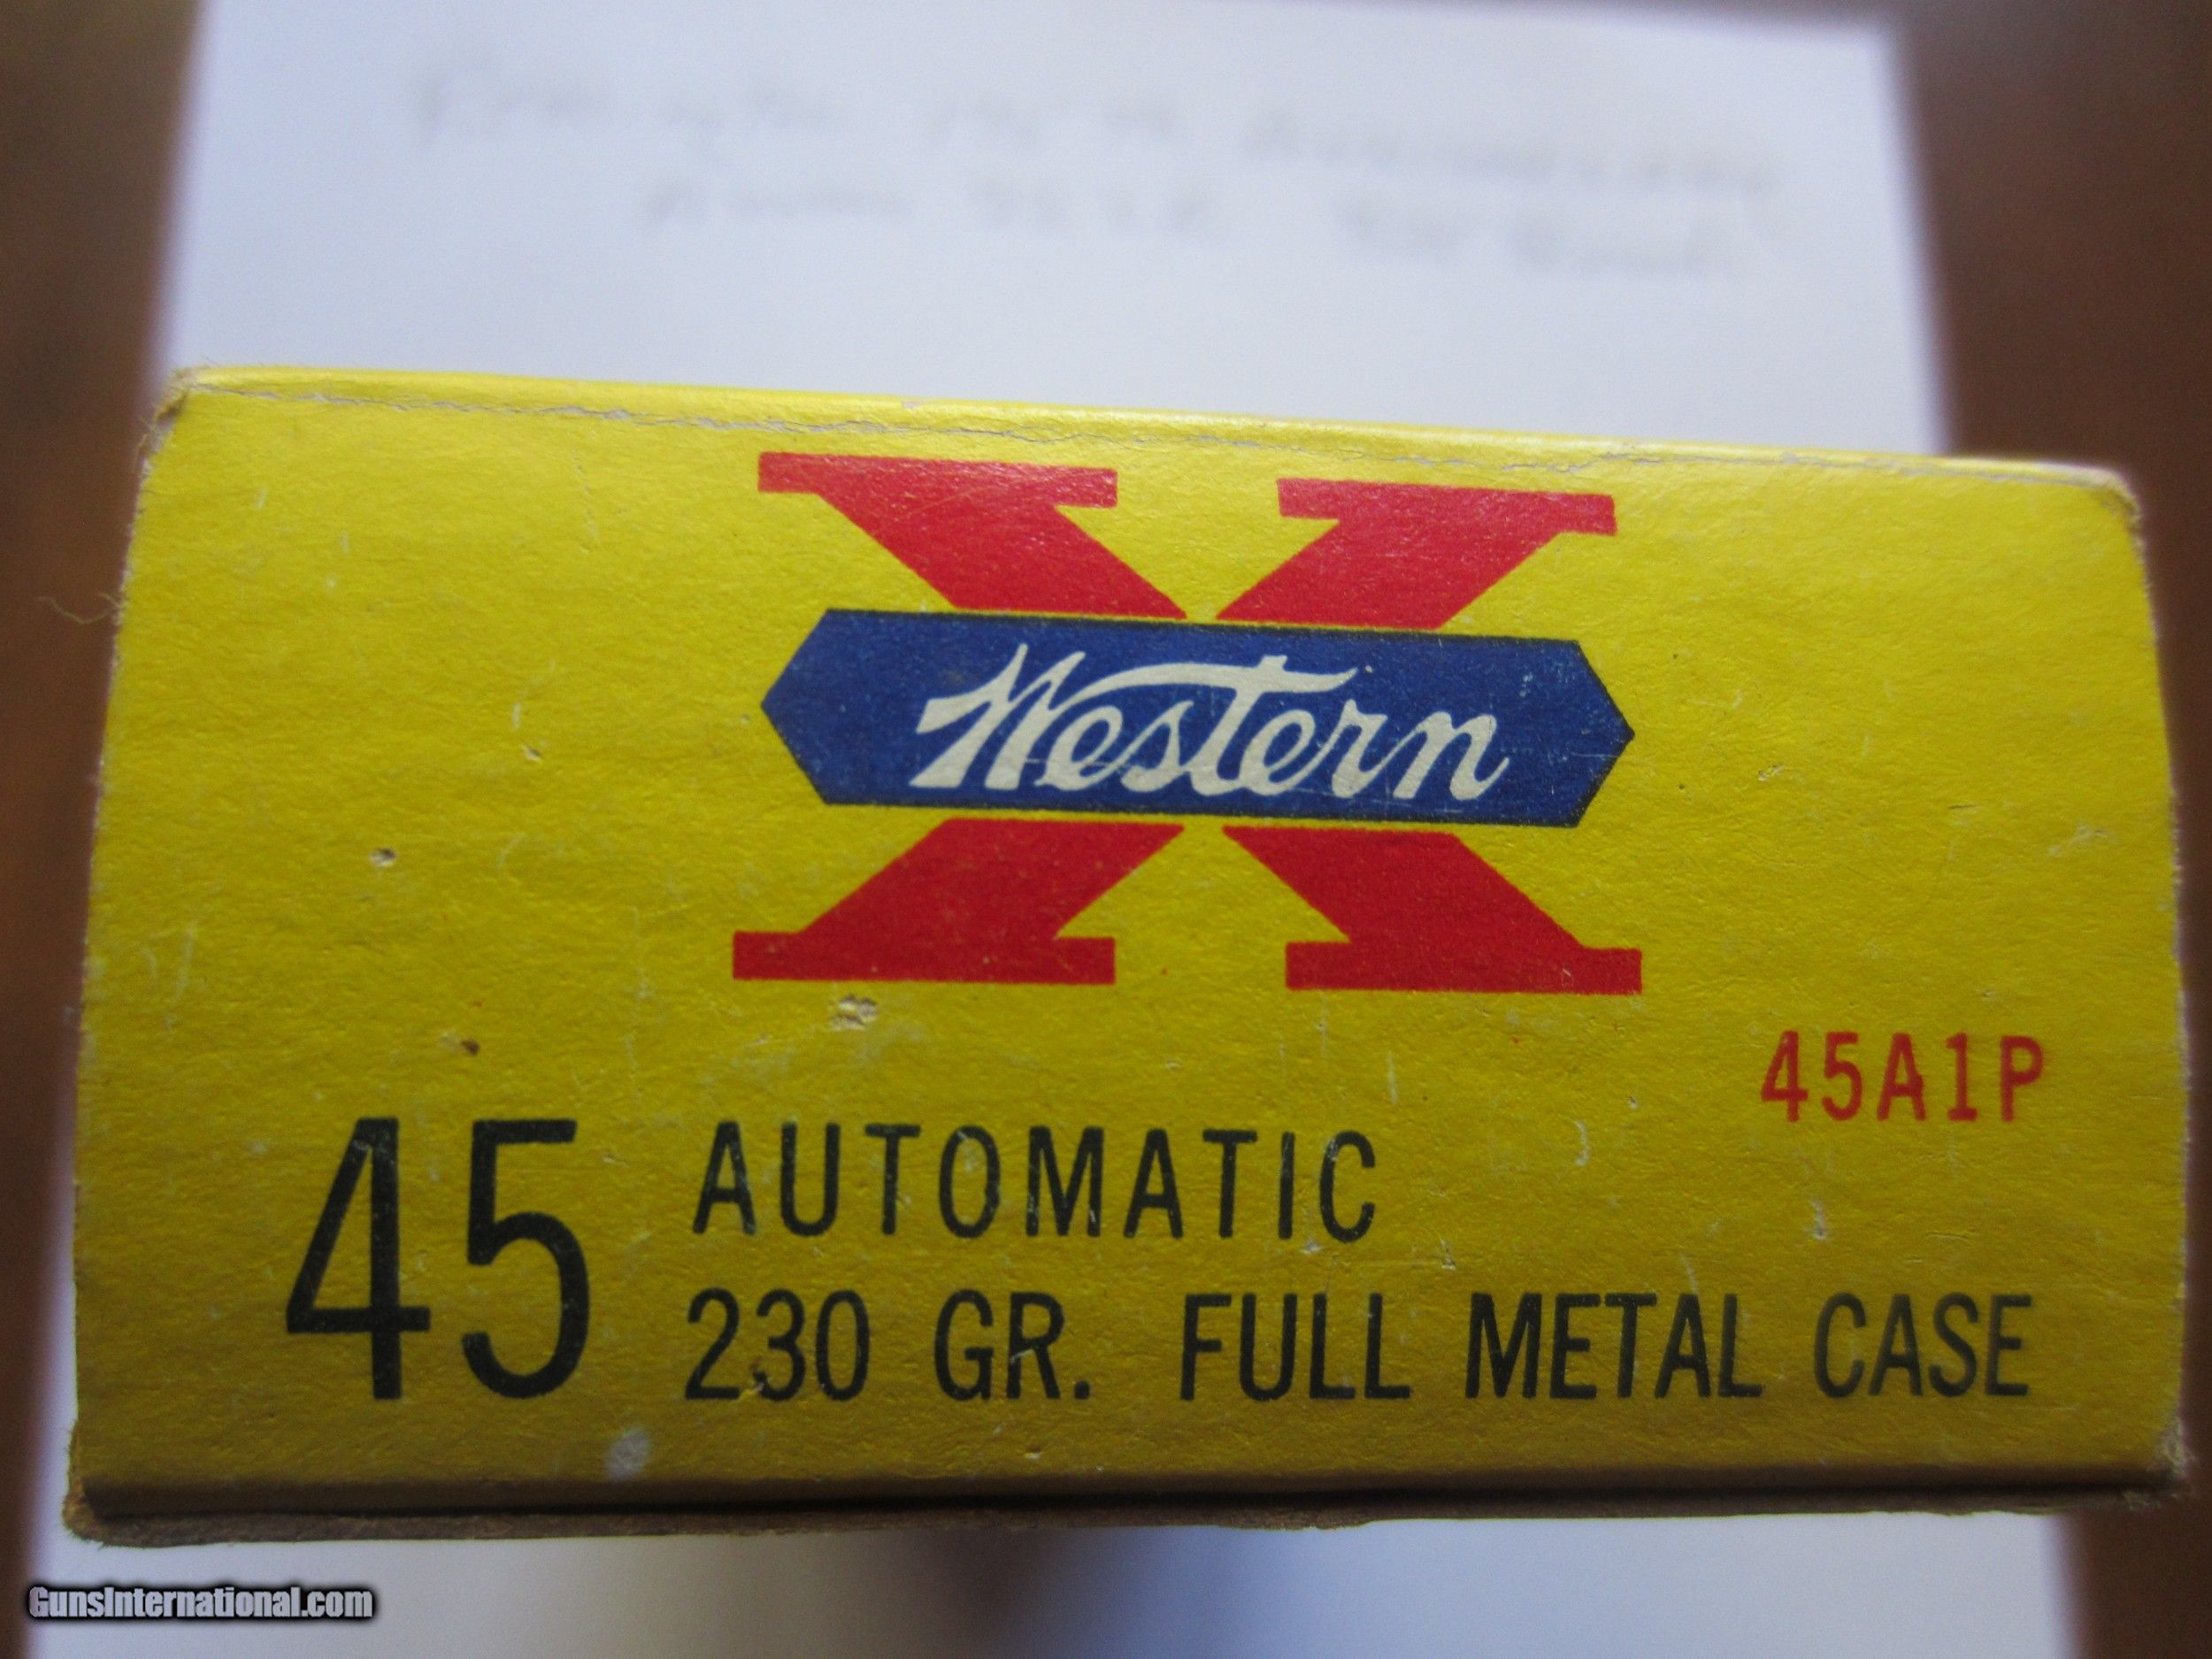 X
Western
45A1P
45 AUTOMATIC
230 GR. FULL METAL CASE
GunsInternational.com